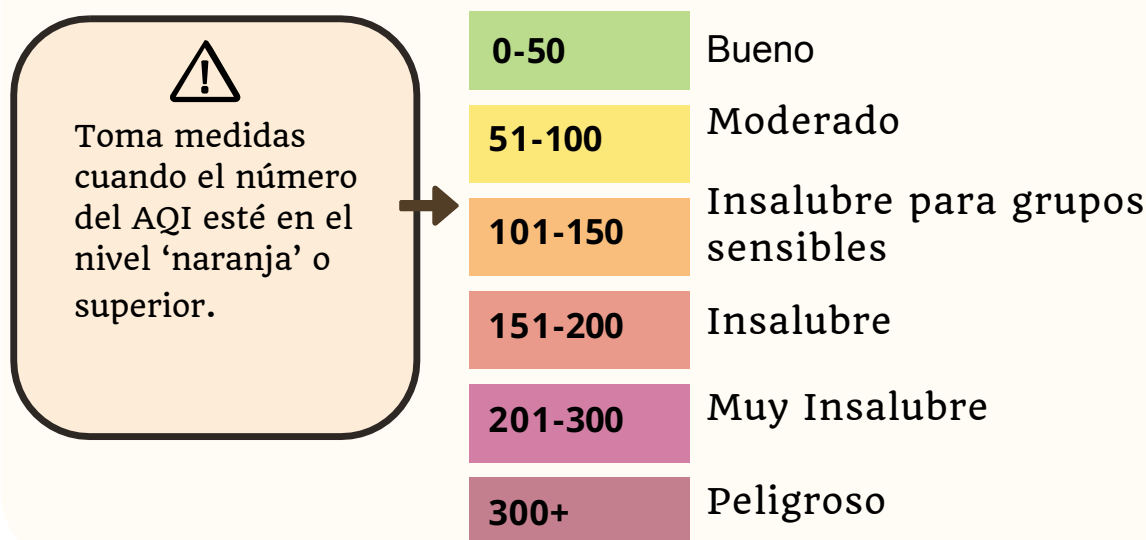 Toma medidas
cuando el número
del AQI esté en el
nivel ‘naranja’ o
superior.
0-50 Bueno
51-100 Moderado
101-150 Insalubre para grupos
sensibles
151-200 Insalubre
201-300 Muy Insalubre
300+ Peligroso